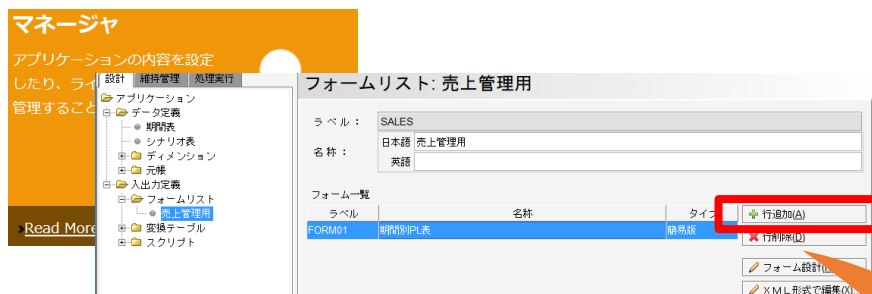 マネージャ
アプリケーションの内容を設定
したり、ライ
管理すること
Read More
設計 維持管理 処理実行
アプリケーション
データ定義
期間表
シナリオ表
ディメンション
元帳
入出力定義
フォームリスト
売上管理用
変換テーブル
スクリプト
フォームリスト: 売上管理用
ラベル： SALES
名称： 日本語 売上管理用
英語
フォーム一覧
ラベル 名称 タイプ
FORM01 期間別PL表 簡易版
行追加(A)
行削除(D)
フォーム設計(
XML形式で編集(X)...